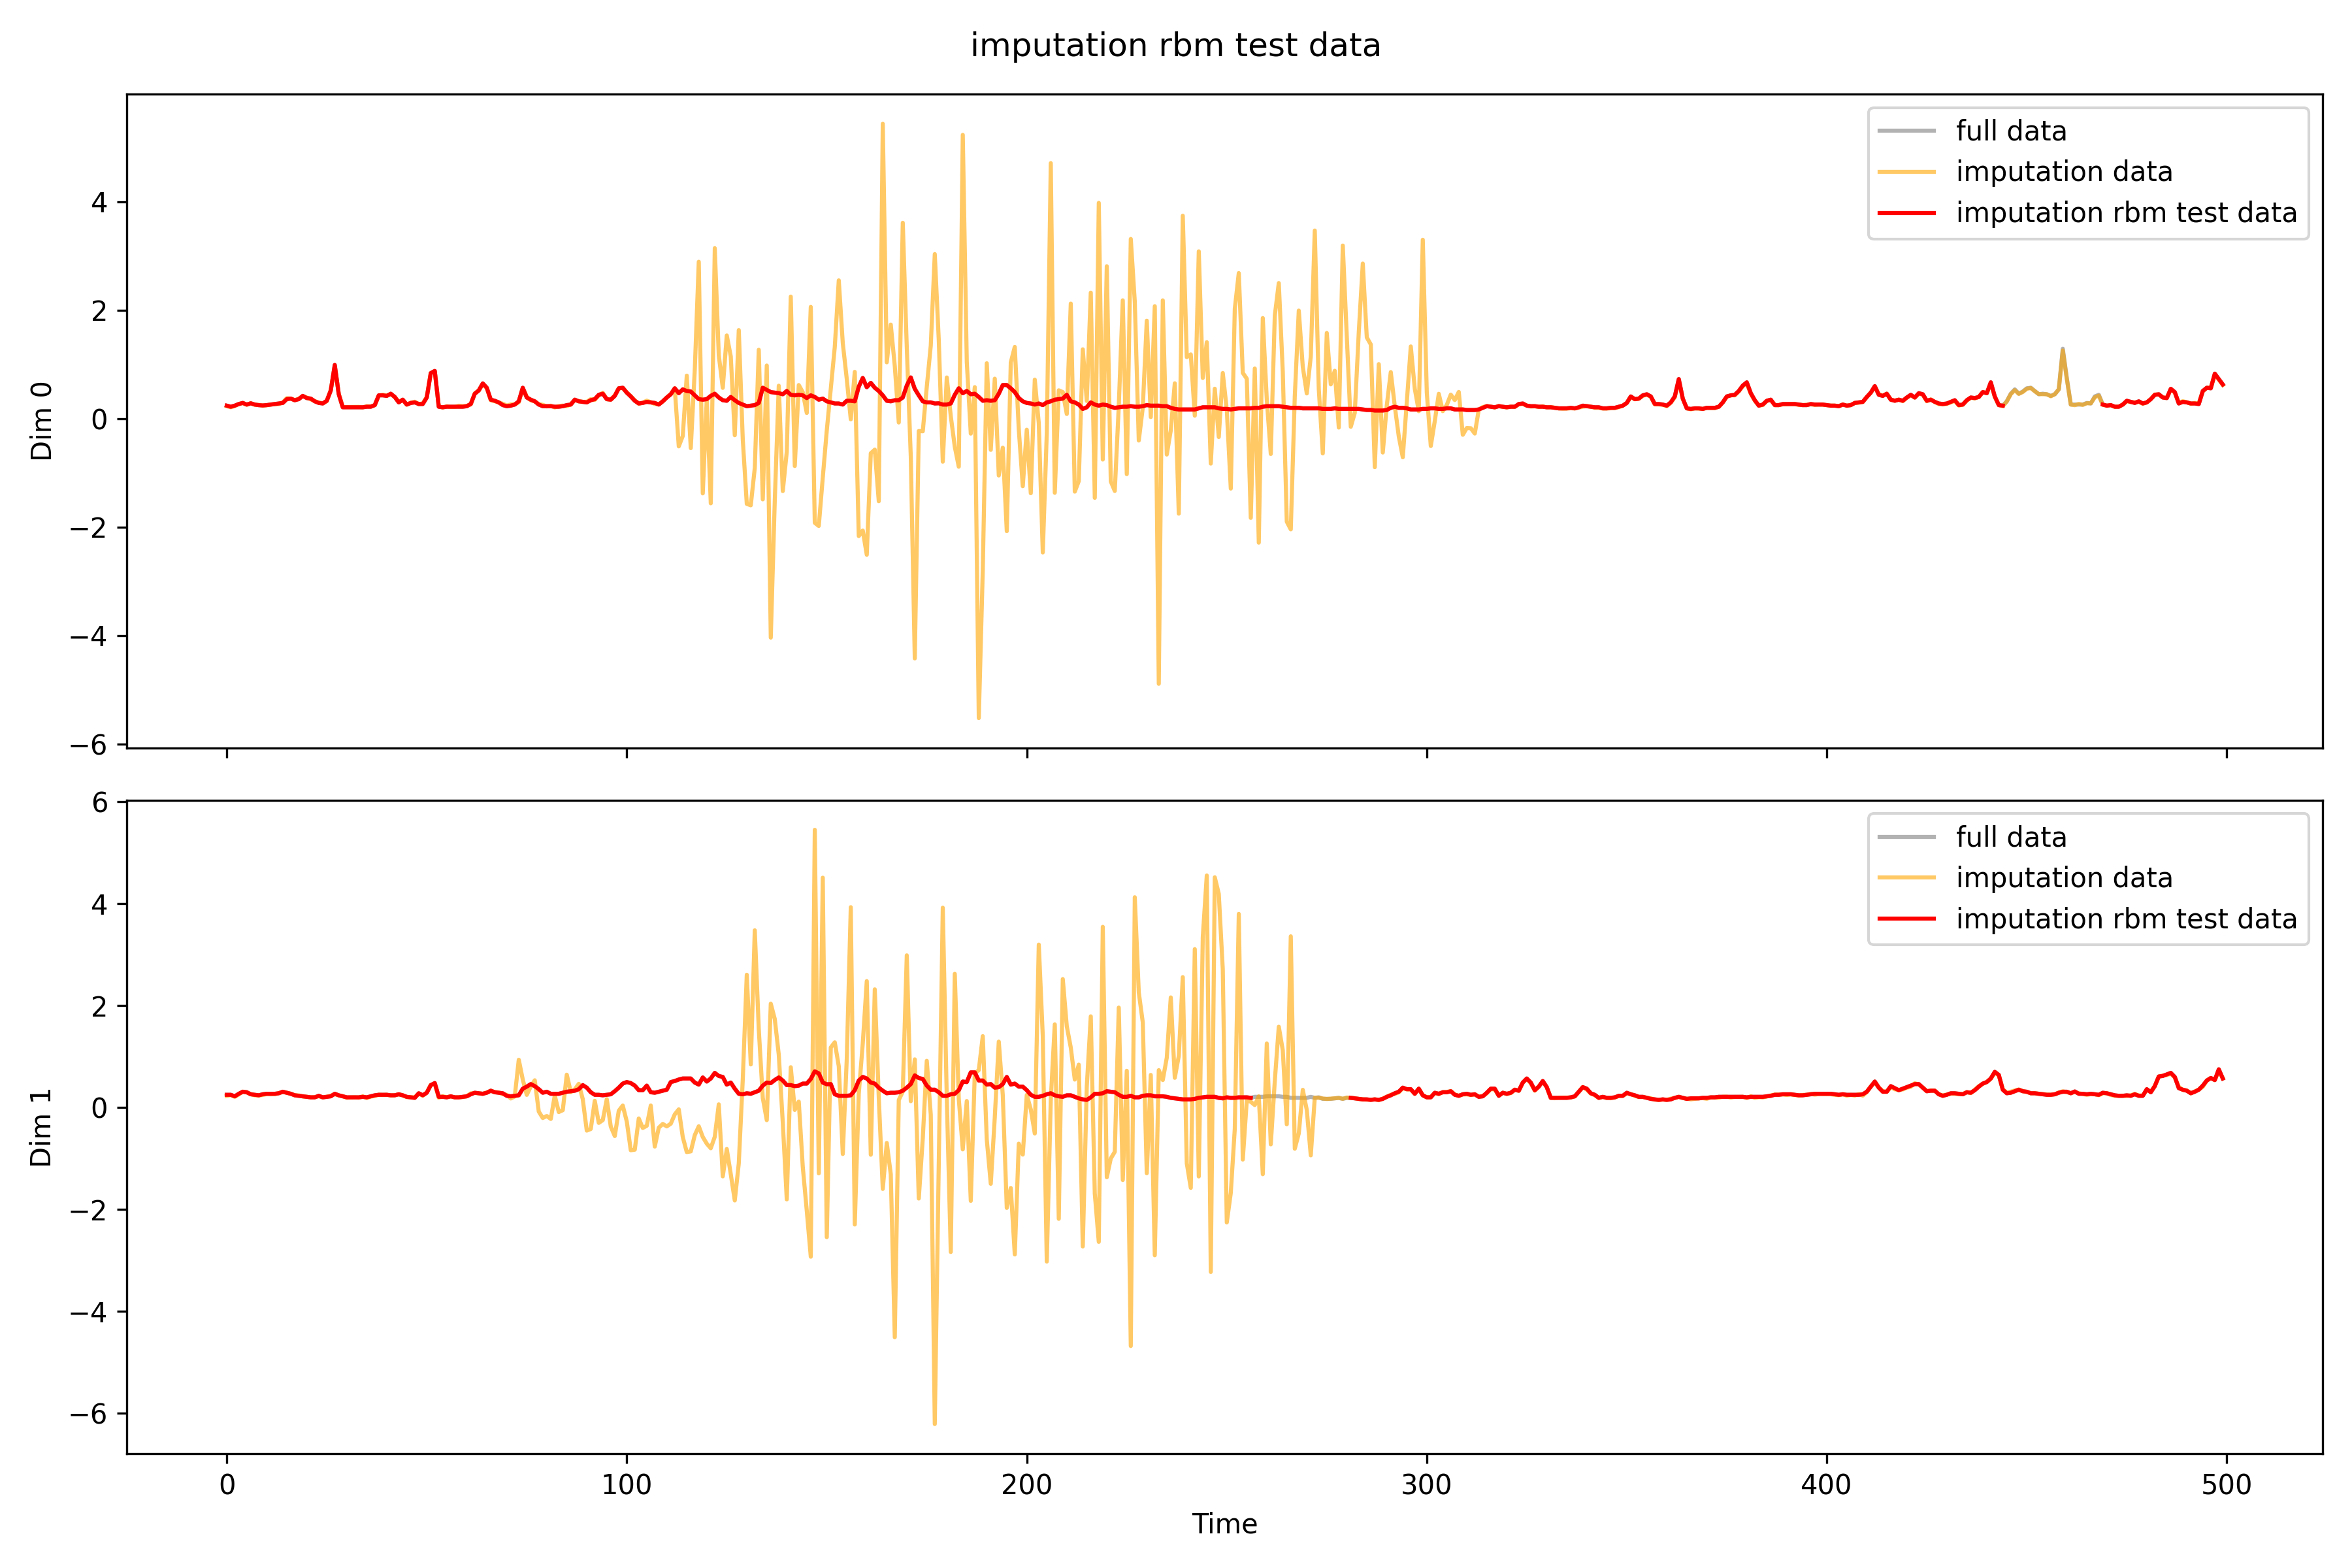 imputation rbm test data
full data
imputation data
imputation rbm test data
4
2
0
−2
−4
−6
Dim 0
full data
imputation data
imputation rbm test data
6
4
2
0
−2
−4
−6
Dim 1
0 100 200 300 400 500
Time